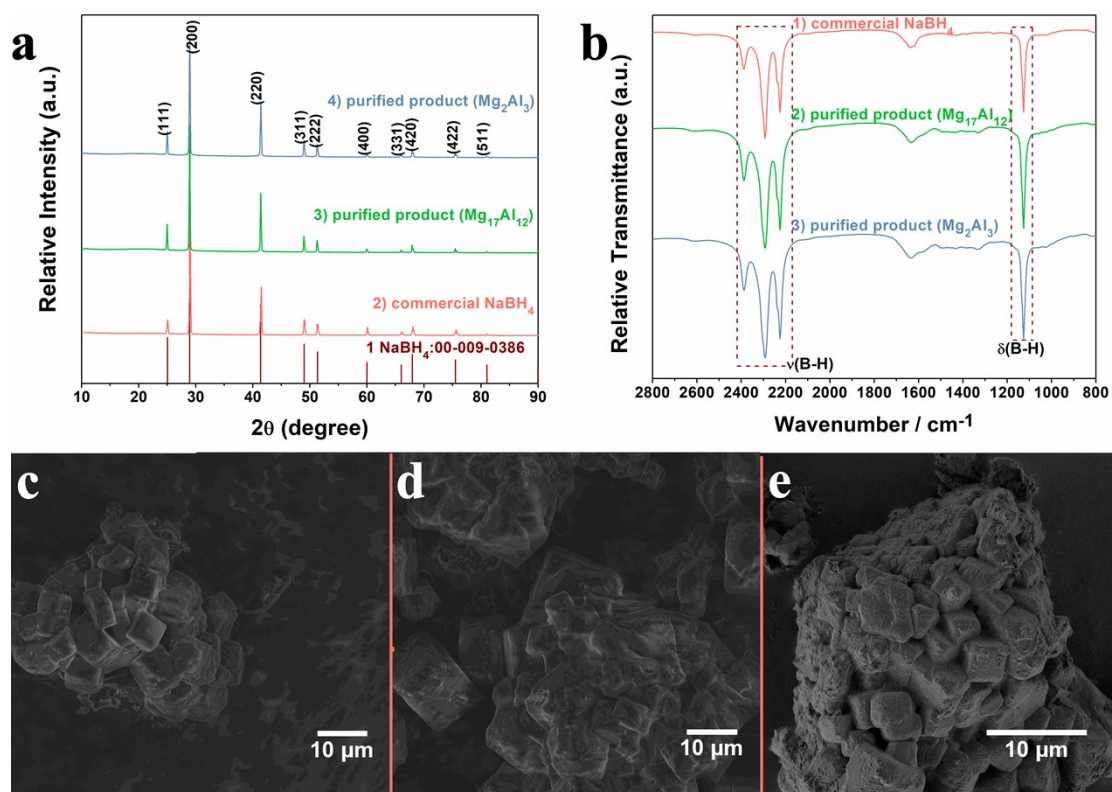 a
Relative Intensity (a.u.)
(111)
(200)
(220)
(311)
(222)
(400)
(331)
(420)
(422)
(511)
4) purified product (Mg₂Al₃)
3) purified product (Mg₁₇Al₁₂)
2) commercial NaBH₄
1 NaBH₄:00-009-0386
10 20 30 40 50 60 70 80 90
2θ (degree)
b
Relative Transmittance (a.u.)
1) commercial NaBH₄
2) purified product (Mg₁₇Al₁₂)
3) purified product (Mg₂Al₃)
ν(B-H)
δ(B-H)
2800 2600 2400 2200 2000 1800 1600 1400 1200 1000 800
Wavenumber / cm⁻¹
c
10 μm
d
10 μm
e
10 μm